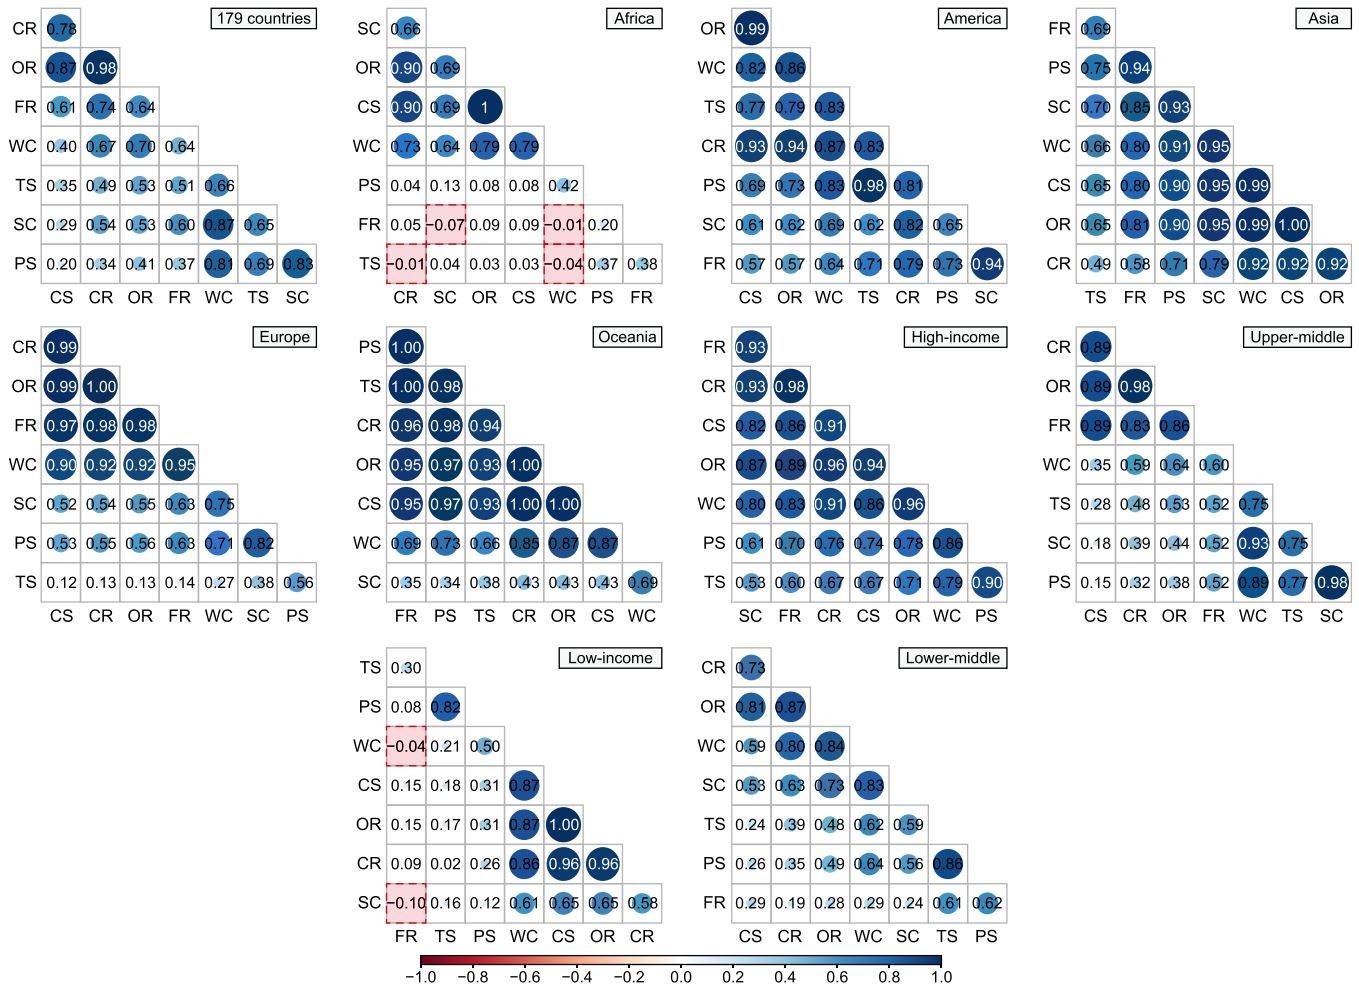 179 countries
CR 0.78
OR 0.87 0.98
FR 0.61 0.74 0.64
WC 0.40 0.67 0.70 0.64
TS 0.35 0.49 0.53 0.51 0.66
SC 0.29 0.54 0.53 0.60 0.87 0.65
PS 0.20 0.34 0.41 0.37 0.81 0.69 0.83
CS CR OR FR WC TS SC
Africa
SC 0.66
OR 0.90 0.69
CS 0.90 0.69 1
WC 0.73 0.64 0.79 0.79
PS 0.04 0.13 0.08 0.08 0.42
FR 0.05 −0.07 0.09 0.09 −0.01 0.20
TS −0.01 0.04 0.03 0.03 −0.04 0.37 0.38
CR SC OR CS WC PS FR
America
OR 0.99
WC 0.82 0.86
TS 0.77 0.79 0.83
CR 0.93 0.94 0.87 0.83
PS 0.69 0.73 0.83 0.98 0.81
SC 0.61 0.62 0.69 0.62 0.82 0.65
FR 0.57 0.57 0.64 0.71 0.79 0.73 0.94
CS OR WC TS CR PS SC
Asia
FR 0.69
PS 0.75 0.94
SC 0.70 0.85 0.93
WC 0.66 0.80 0.91 0.95
CS 0.65 0.80 0.90 0.95 0.99
OR 0.65 0.81 0.90 0.95 0.99 1.00
CR 0.49 0.58 0.71 0.79 0.92 0.92 0.92
TS FR PS SC WC CS OR
Europe
CR 0.99
OR 0.99 1.00
FR 0.97 0.98 0.98
WC 0.90 0.92 0.92 0.95
SC 0.52 0.54 0.55 0.63 0.75
PS 0.53 0.55 0.56 0.63 0.71 0.82
TS 0.12 0.13 0.13 0.14 0.27 0.38 0.56
CS CR OR FR WC SC PS
Oceania
PS 1.00
TS 1.00 0.98
CR 0.96 0.98 0.94
OR 0.95 0.97 0.93 1.00
CS 0.95 0.97 0.93 1.00 1.00
WC 0.69 0.73 0.66 0.85 0.87 0.87
SC 0.35 0.34 0.38 0.43 0.43 0.43 0.69
FR PS TS CR OR CS WC
High-income
FR 0.93
CR 0.93 0.98
CS 0.82 0.86 0.91
OR 0.87 0.89 0.96 0.94
WC 0.80 0.83 0.91 0.86 0.96
PS 0.61 0.70 0.76 0.74 0.78 0.86
TS 0.53 0.60 0.67 0.67 0.71 0.79 0.90
SC FR CR CS OR WC PS
Upper-middle
CR 0.89
OR 0.89 0.98
FR 0.89 0.83 0.86
WC 0.35 0.59 0.64 0.60
TS 0.28 0.48 0.53 0.52 0.75
SC 0.18 0.39 0.44 0.52 0.93 0.75
PS 0.15 0.32 0.38 0.52 0.89 0.77 0.98
CS CR OR FR WC TS SC
Low-income
TS 0.30
PS 0.08 0.82
WC −0.04 0.21 0.50
CS 0.15 0.18 0.31 0.87
OR 0.15 0.17 0.31 0.87 1.00
CR 0.09 0.02 0.26 0.86 0.96 0.96
SC −0.10 0.16 0.12 0.61 0.65 0.65 0.58
FR TS PS WC CS OR CR
Lower-middle
CR 0.73
OR 0.81 0.87
WC 0.59 0.80 0.84
SC 0.53 0.63 0.73 0.83
TS 0.24 0.39 0.48 0.62 0.59
PS 0.26 0.35 0.49 0.64 0.56 0.86
FR 0.29 0.19 0.28 0.29 0.24 0.61 0.62
CS CR OR WC SC TS PS
−1.0 −0.8 −0.6 −0.4 −0.2 0.0 0.2 0.4 0.6 0.8 1.0